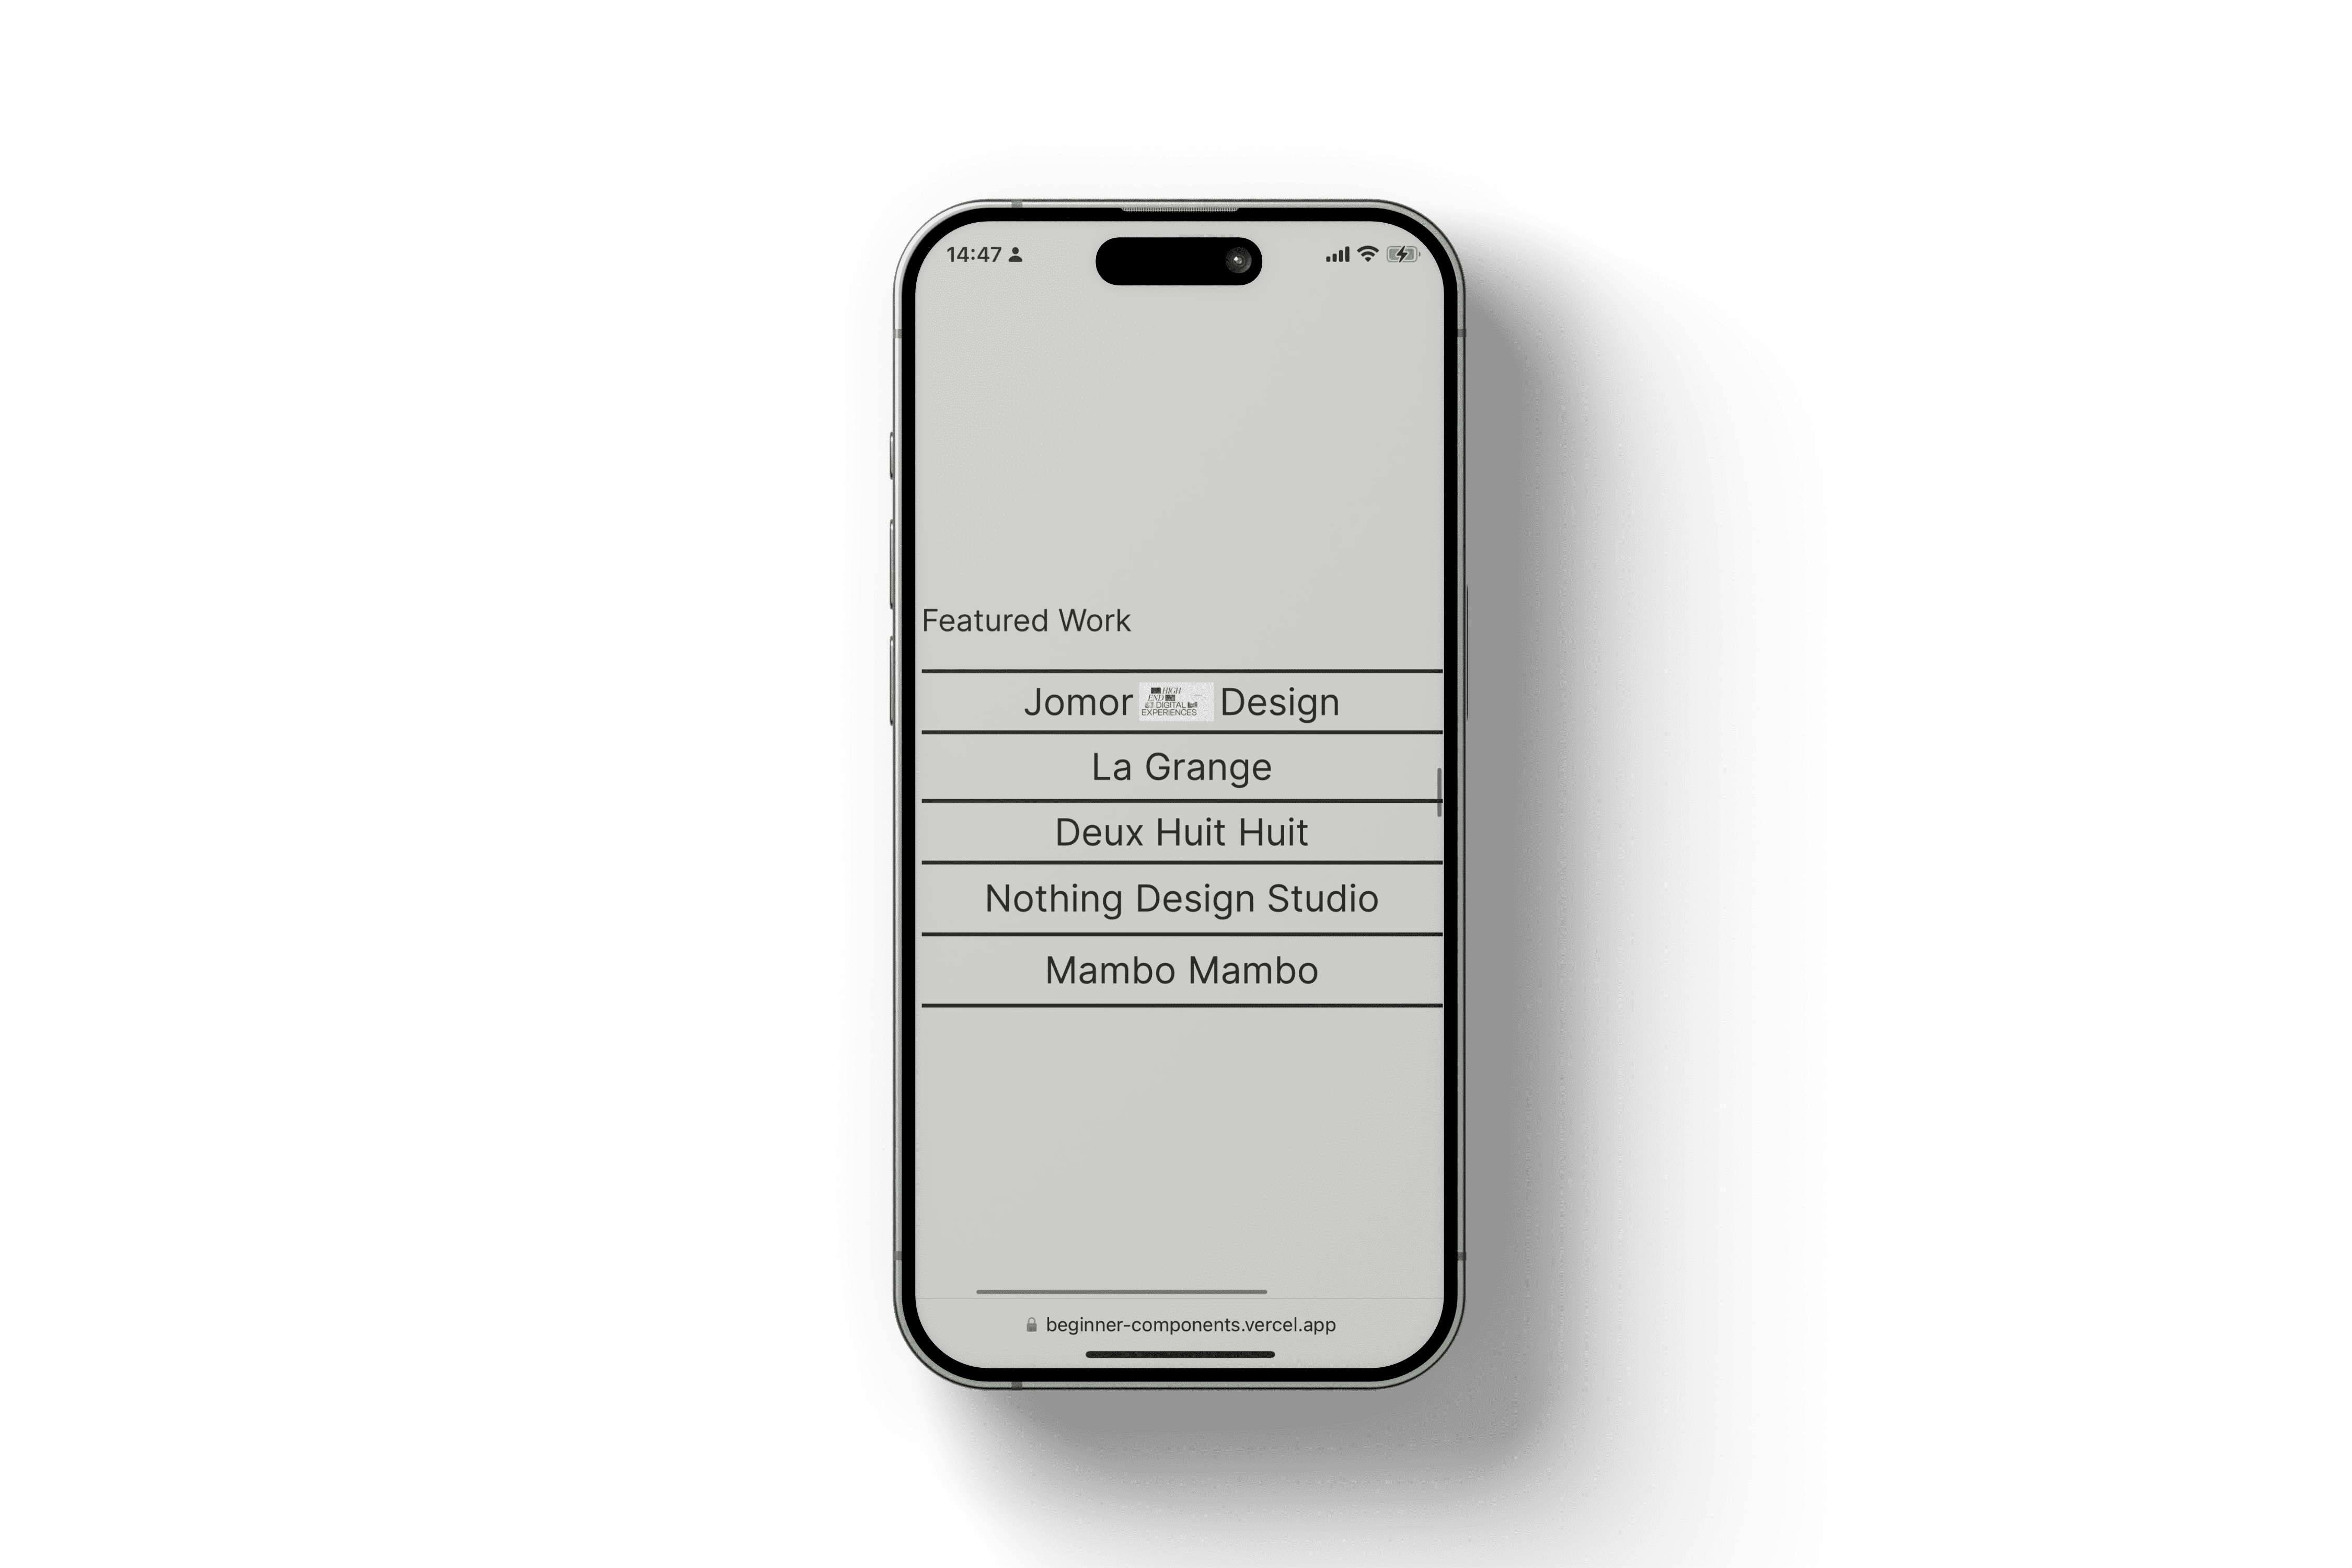 14:47
Featured Work
Jomor HIGH END DIGITAL EXPERIENCES Design
La Grange
Deux Huit Huit
Nothing Design Studio
Mambo Mambo
beginner-components.vercel.app